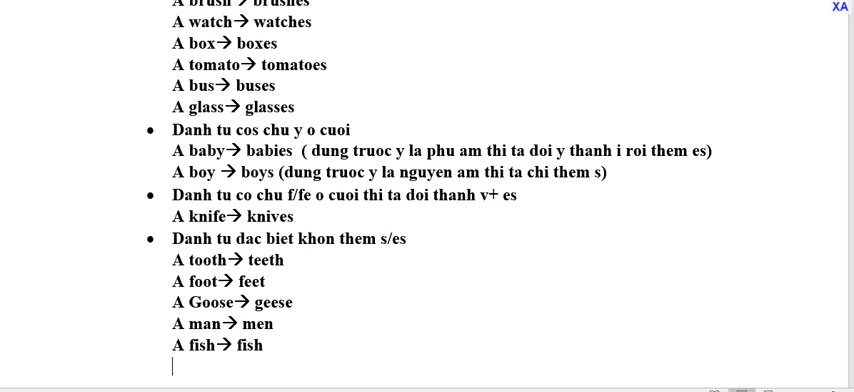 A brush→ brushes
XA
A watch→ watches
A box→ boxes
A tomato→ tomatoes
A bus→ buses
A glass→ glasses
• Danh tu cos chu y o cuoi
A baby→ babies ( dung truoc y la phu am thi ta doi y thanh i roi them es)
A boy → boys (dung truoc y la nguyen am thi ta chi them s)
• Danh tu co chu f/fe o cuoi thi ta doi thanh v+ es
A knife→ knives
• Danh tu dac biet khon them s/es
A tooth→ teeth
A foot→ feet
A Goose→ geese
A man→ men
A fish→ fish